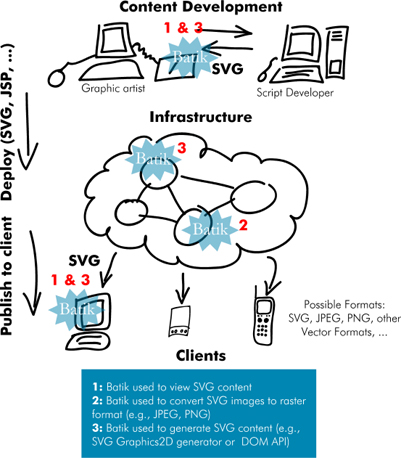 Content Development
1 & 3
Batik
SVG
Graphic artist
Script Developer
Deploy (SVG, JSP, ...)
Infrastructure
Batik
3
Batik
2
Publish to client
SVG
1 & 3
Batik
Possible Formats:
SVG, JPEG, PNG, other
Vector Formats, ...
Clients
1: Batik used to view SVG content
2: Batik used to convert SVG images to raster
format (e.g., JPEG, PNG)
3: Batik used to generate SVG content (e.g.,
SVG Graphics2D generator or DOM API)